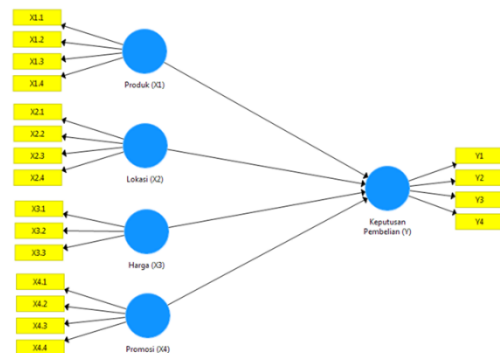 X1.1
X1.2
X1.3
X1.4
Produk (X1)
X2.1
X2.2
X2.3
X2.4
Lokasi (X2)
X3.1
X3.2
X3.3
Harga (X3)
X4.1
X4.2
X4.3
X4.4
Promosi (X4)
Keputusan
Pembelian (Y)
Y1
Y2
Y3
Y4